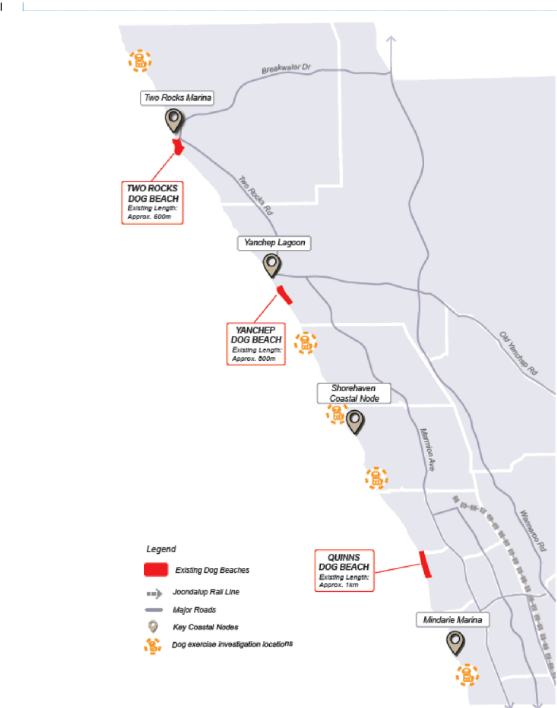 Breakwater Dr
Two Rocks Marina
TWO ROCKS
DOG BEACH
Existing Length:
Approx. 600m
Two Rocks Rd
Yanchep Lagoon
YANCHEP
DOG BEACH
Existing Length:
Approx. 500m
Old Yanchep Rd
Shorehaven
Coastal Node
Marmion Ave
Wanneroo Rd
QUINNS
DOG BEACH
Existing Length:
Approx. 1km
Mindarie Marina
Legend
Existing Dog Beaches
Joondalup Rail Line
Major Roads
Key Coastal Nodes
Dog exercise investigation locations